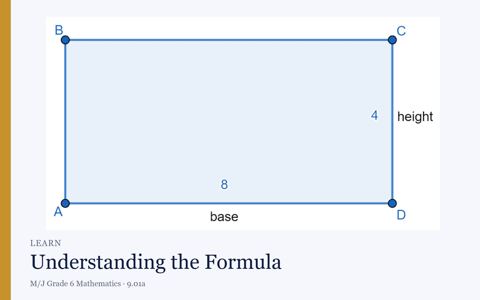 B
C
4
height
8
A
base
D
LEARN
Understanding the Formula
M/J Grade 6 Mathematics - 9.01a